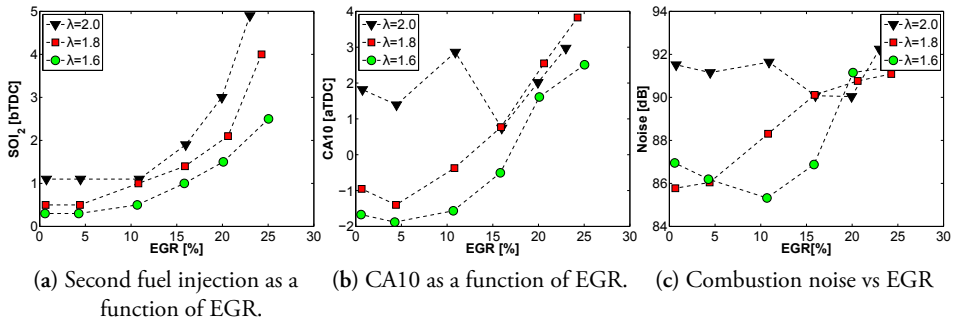 5
4
3
2
1
0
0
5
10
15
20
25
30
SOI₂ [bTDC]
EGR [%]
λ=2.0
λ=1.8
λ=1.6
4
3
2
1
0
−1
−2
0
5
10
15
20
25
30
CA10 [aTDC]
EGR [%]
λ=2.0
λ=1.8
λ=1.6
94
92
90
88
86
84
0
5
10
15
20
25
30
Noise [dB]
EGR[%]
λ=2.0
λ=1.8
λ=1.6
(a) Second fuel injection as a
function of EGR.
(b) CA10 as a function of EGR.
(c) Combustion noise vs EGR